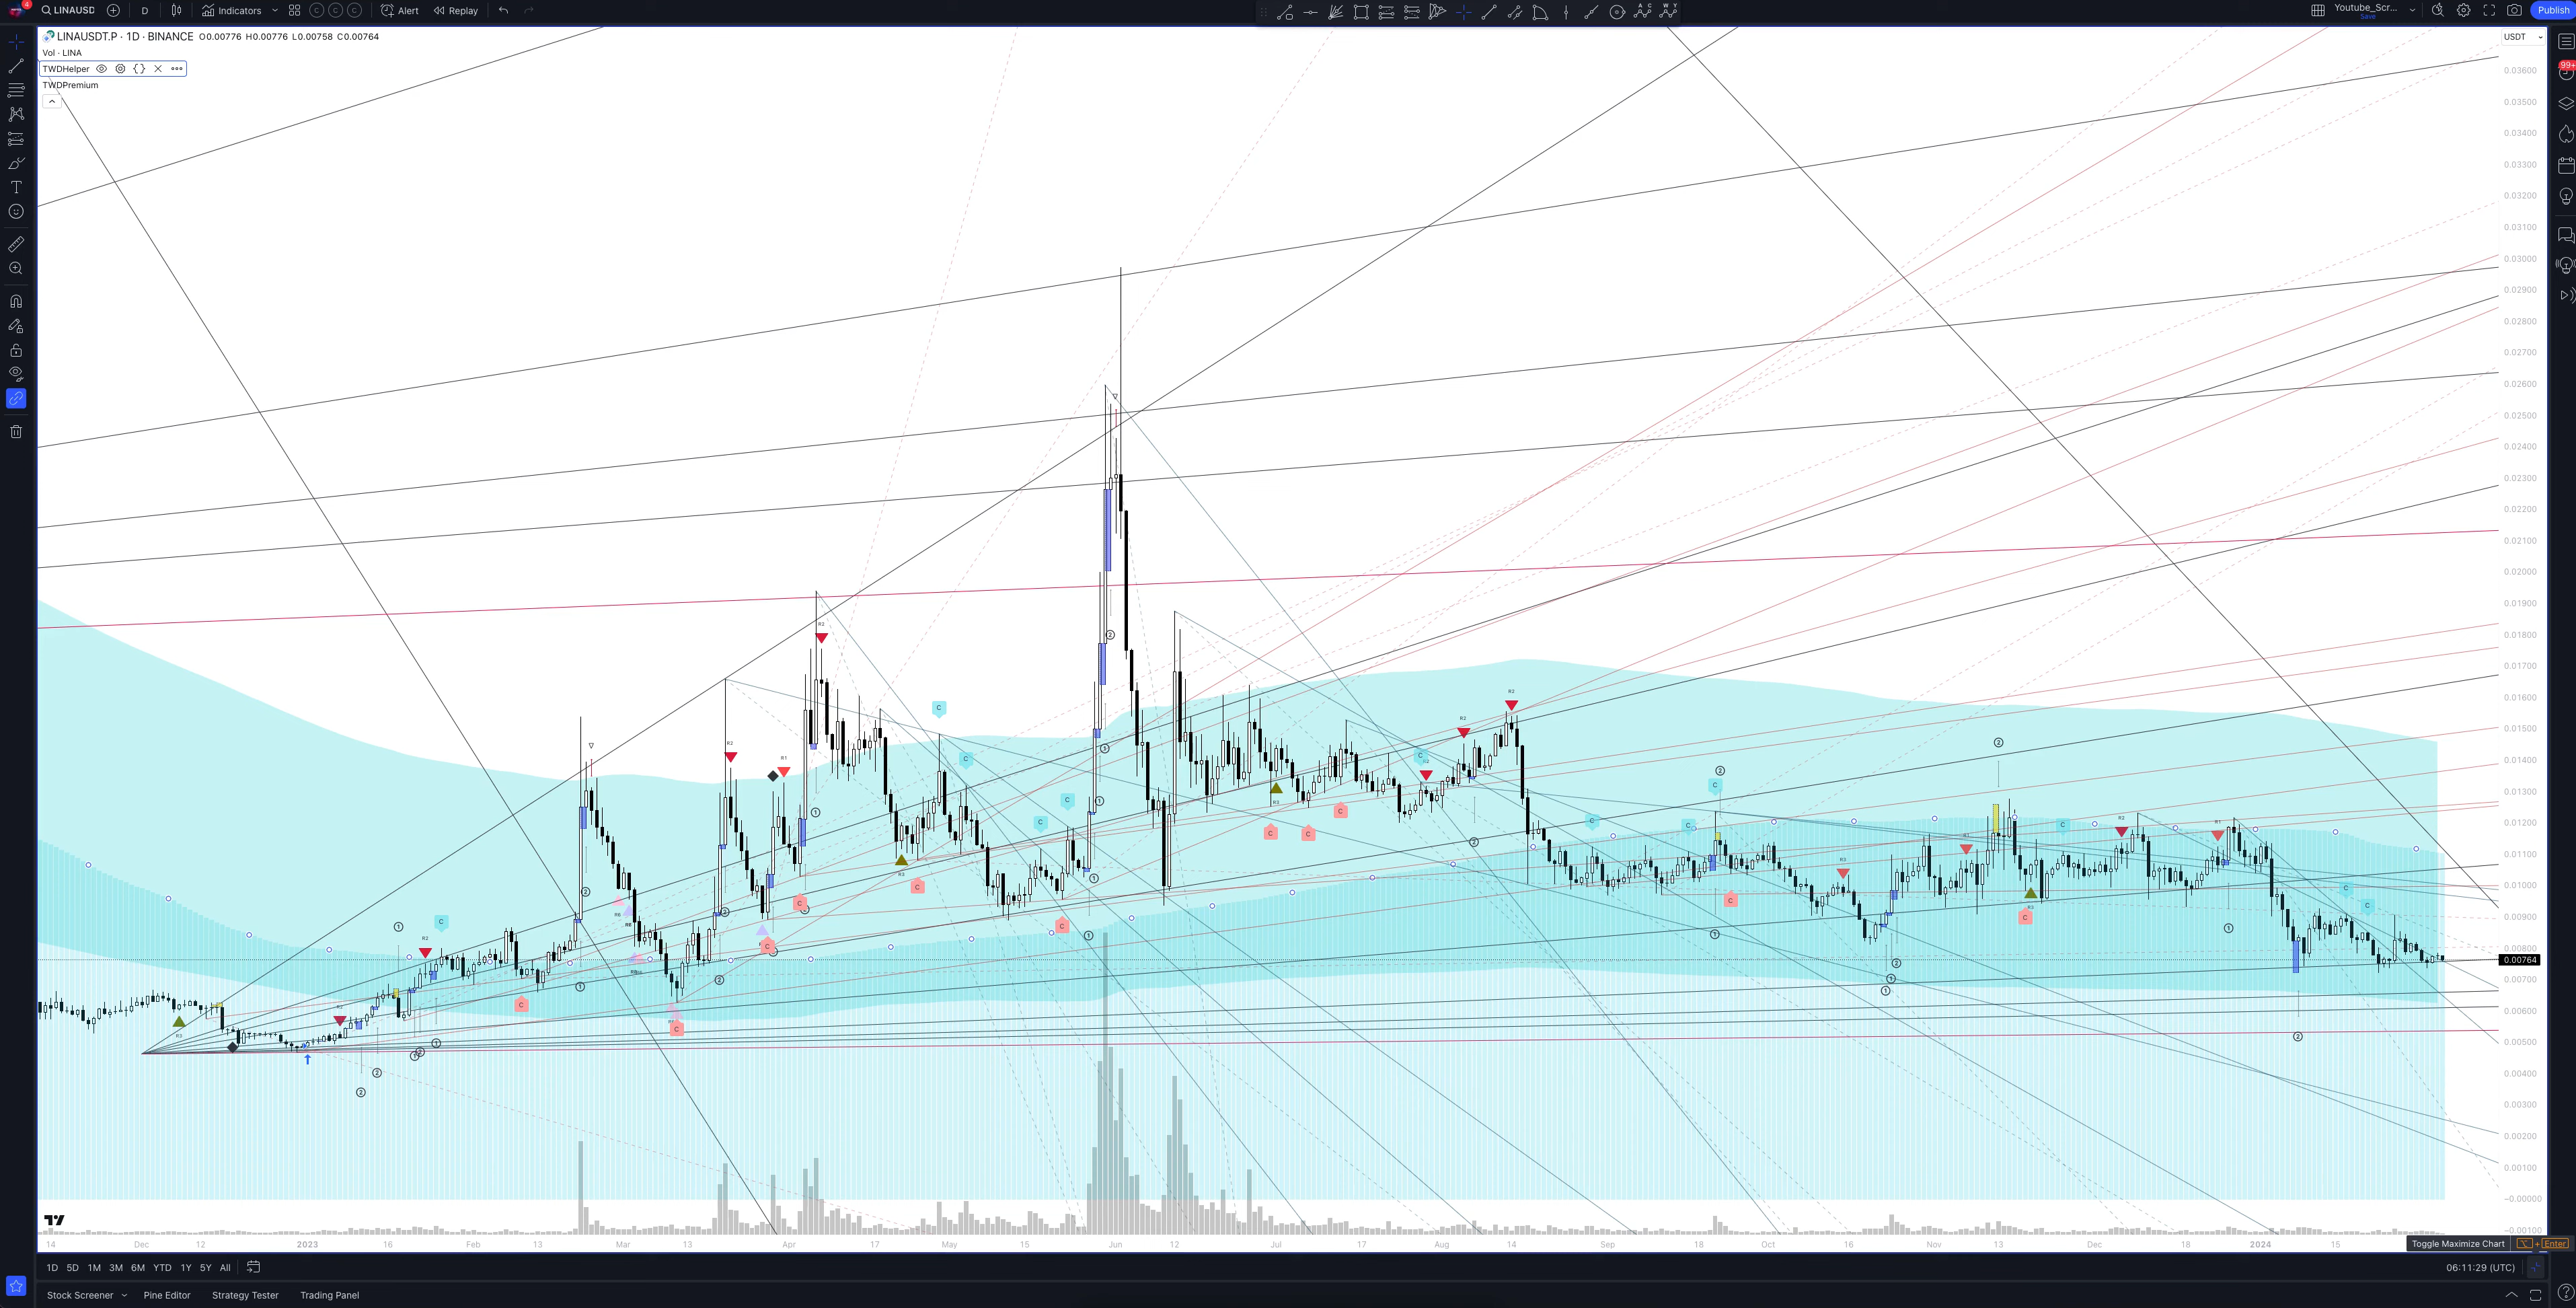 4
LINAUSD
D
Indicators
Alert
Replay
Youtube_Scr...
Save
Publish
LINAUSDT.P · 1D · BINANCE O0.00776 H0.00776 L0.00758 C0.00764
USDT
Vol · LINA
TWDHelper
TWDPremium
99+
0.03600
0.03500
0.03400
0.03300
0.03200
0.03100
0.03000
0.02900
0.02800
0.02700
0.02600
0.02500
0.02400
0.02300
0.02200
0.02100
0.02000
0.01900
0.01800
0.01700
0.01600
0.01500
0.01400
0.01300
0.01200
0.01100
0.01000
0.00900
0.00800
0.00764
0.00700
0.00600
0.00500
0.00400
0.00300
0.00200
0.00100
−0.00000
−0.00100
14 Dec 12 2023 16 Feb 13 Mar 13 Apr 17 May 15 Jun 12 Jul 17 Aug 14 Sep 18 Oct 16 Nov 13 Dec 18 2024 15
Toggle Maximize Chart ⌥ + Enter
1D 5D 1M 3M 6M YTD 1Y 5Y All
06:11:29 (UTC)
Stock Screener Pine Editor Strategy Tester Trading Panel